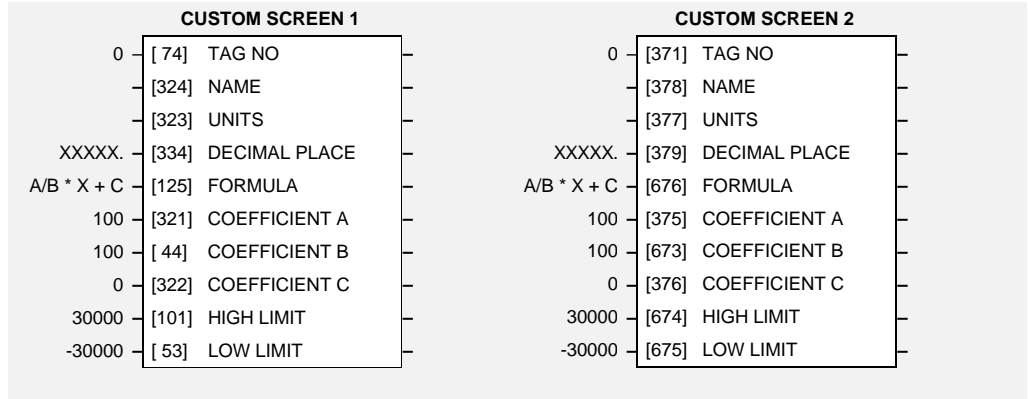 CUSTOM SCREEN 1
0 [ 74] TAG NO
[324] NAME
[323] UNITS
XXXXX. [334] DECIMAL PLACE
A/B * X + C [125] FORMULA
100 [321] COEFFICIENT A
100 [ 44] COEFFICIENT B
0 [322] COEFFICIENT C
30000 [101] HIGH LIMIT
-30000 [ 53] LOW LIMIT
CUSTOM SCREEN 2
0 [371] TAG NO
[378] NAME
[377] UNITS
XXXXX. [379] DECIMAL PLACE
A/B * X + C [676] FORMULA
100 [375] COEFFICIENT A
100 [673] COEFFICIENT B
0 [376] COEFFICIENT C
30000 [674] HIGH LIMIT
-30000 [675] LOW LIMIT